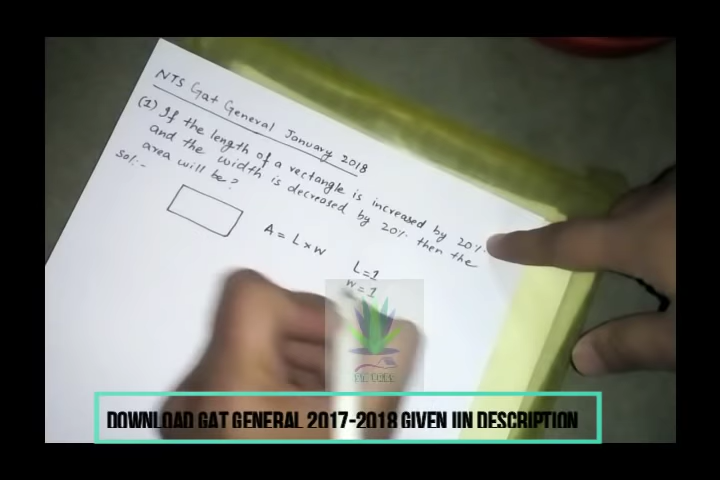 NTS Gat General January 2018
(1) If the length of a rectangle is increased by 20%
and the width is decreased by 20% then the
area will be?
Sol:-
A = L x W
L = 1
W = 1
DOWNLOAD GAT GENERAL 2017-2018 GIVEN IIN DESCRIPTION